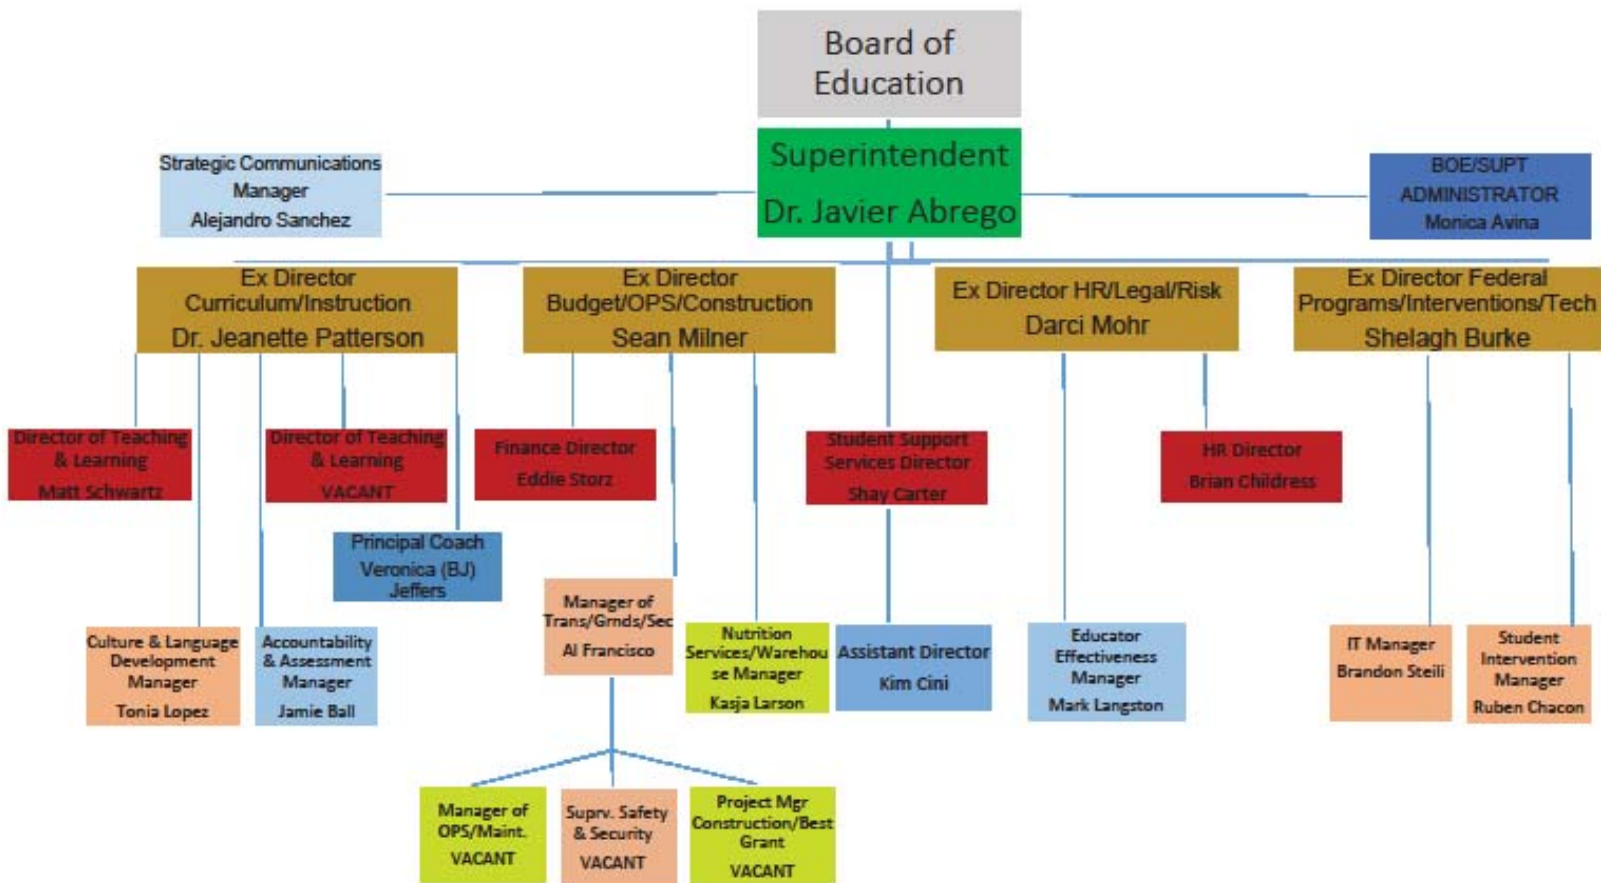 Board of
Education
Superintendent
Dr. Javier Abrego
Strategic Communications
Manager
Alejandro Sanchez
BOE/SUPT
ADMINISTRATOR
Monica Avina
Ex Director
Curriculum/Instruction
Dr. Jeanette Patterson
Ex Director
Budget/OPS/Construction
Sean Milner
Ex Director HR/Legal/Risk
Darci Mohr
Ex Director Federal
Programs/Interventions/Tech
Shelagh Burke
Director of Teaching
& Learning
Matt Schwartz
Director of Teaching
& Learning
VACANT
Finance Director
Eddie Storz
Student Support
Services Director
Shay Carter
HR Director
Brian Childress
Principal Coach
Veronica (BJ)
Jeffers
Manager of
Trans/Grnds/Sec
Al Francisco
Culture & Language
Development
Manager
Tonia Lopez
Accountability
& Assessment
Manager
Jamie Ball
Nutrition
Services/Warehou
se Manager
Kasja Larson
Assistant Director
Kim Cini
Educator
Effectiveness
Manager
Mark Langston
IT Manager
Brandon Steili
Student
Intervention
Manager
Ruben Chacon
Manager of
OPS/Maint.
VACANT
Suprv. Safety
& Security
VACANT
Project Mgr
Construction/Best
Grant
VACANT